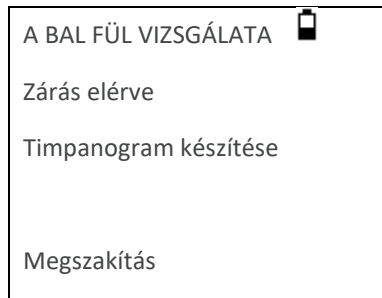 A BAL FÜL VIZSGÁLATA
Zárás elérve
Timpanogram készítése
Megszakítás